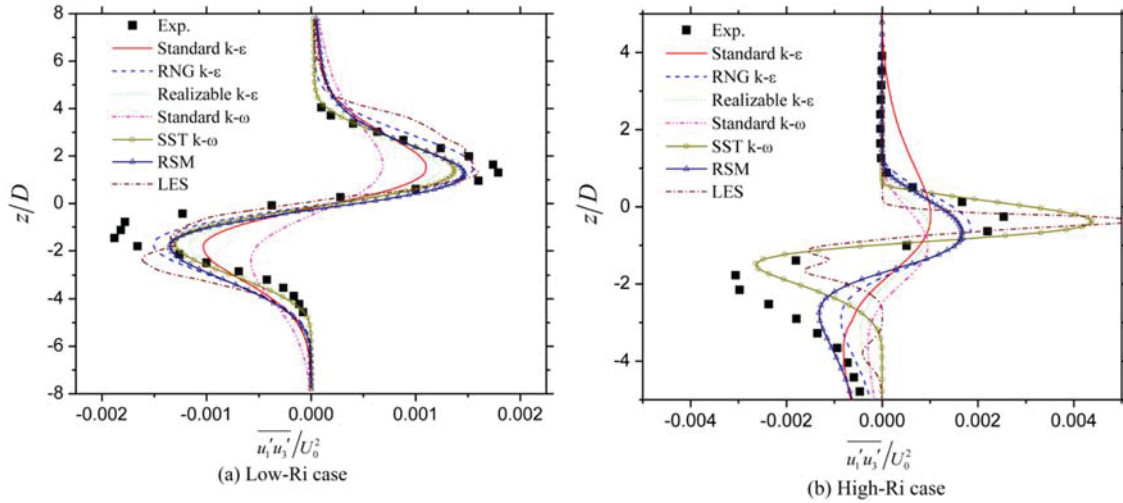 8
6
4
2
0
-2
-4
-6
-8
z/D
Exp.
Standard k-ε
RNG k-ε
Realizable k-ε
Standard k-ω
SST k-ω
RSM
LES
-0.002
-0.001
0.000
0.001
0.002
u₁′u₃′/U₀²
(a) Low-Ri case
4
2
0
-2
-4
z/D
Exp.
Standard k-ε
RNG k-ε
Realizable k-ε
Standard k-ω
SST k-ω
RSM
LES
-0.004
-0.002
0.000
0.002
0.004
u₁′u₃′/U₀²
(b) High-Ri case